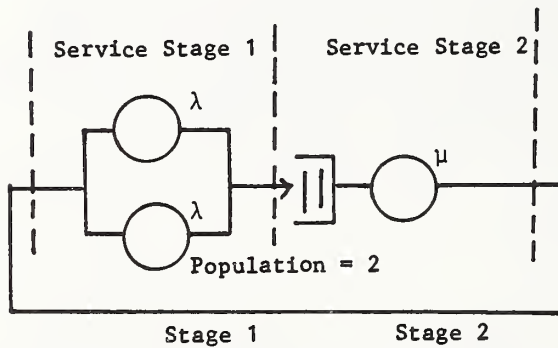 Service Stage 1 Service Stage 2
λ
μ
λ
Population = 2
Stage 1 Stage 2